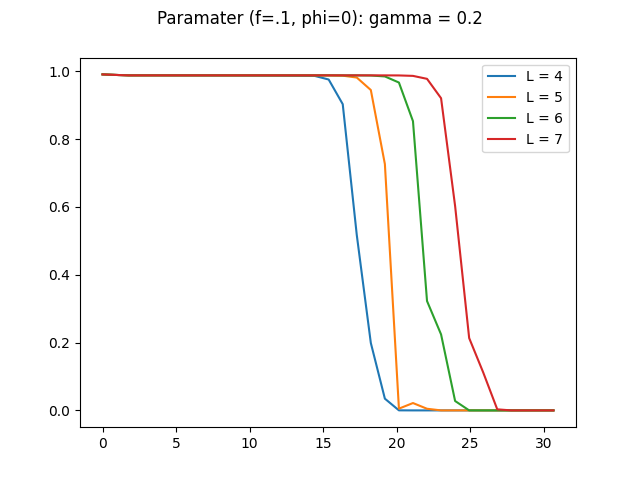 Paramater (f=.1, phi=0): gamma = 0.2
L = 4
L = 5
L = 6
L = 7
1.0
0.8
0.6
0.4
0.2
0.0
0 5 10 15 20 25 30